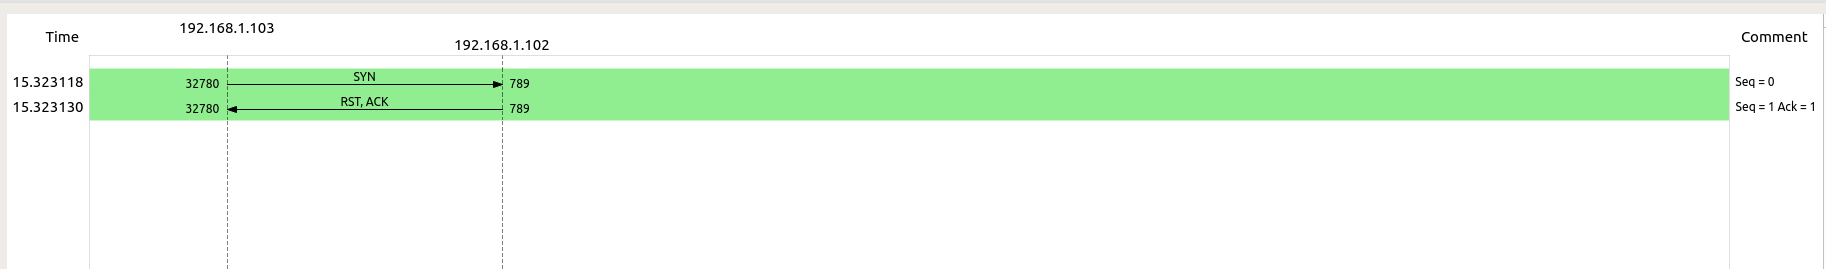 192.168.1.103
Time
192.168.1.102
Comment
15.323118
32780
SYN
789
Seq = 0
15.323130
32780
RST, ACK
789
Seq = 1 Ack = 1